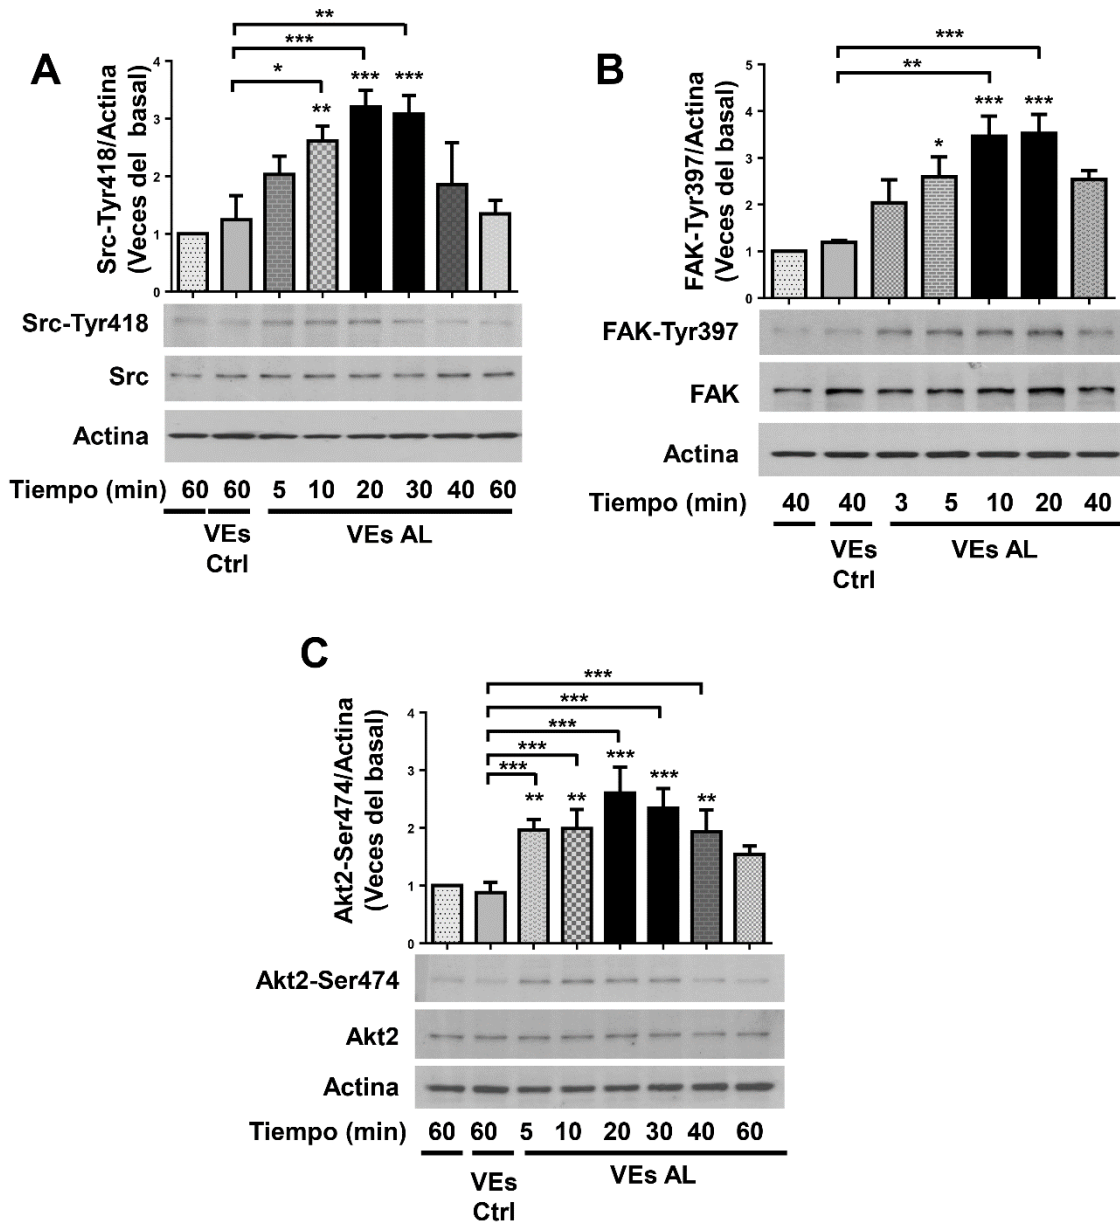 A
Src-Tyr418/Actina
(Veces del basal)
**
***
*
**
***
***
4
3
2
1
0
Src-Tyr418
Src
Actina
Tiempo (min) 60 60 5 10 20 30 40 60
VEs
Ctrl
VEs AL
B
FAK-Tyr397/Actina
(Veces del basal)
***
**
*
***
***
5
4
3
2
1
0
FAK-Tyr397
FAK
Actina
Tiempo (min) 40 40 3 5 10 20 40
VEs
Ctrl
VEs AL
C
Akt2-Ser474/Actina
(Veces del basal)
***
***
***
***
***
**
**
***
***
**
4
3
2
1
0
Akt2-Ser474
Akt2
Actina
Tiempo (min) 60 60 5 10 20 30 40 60
VEs
Ctrl
VEs AL